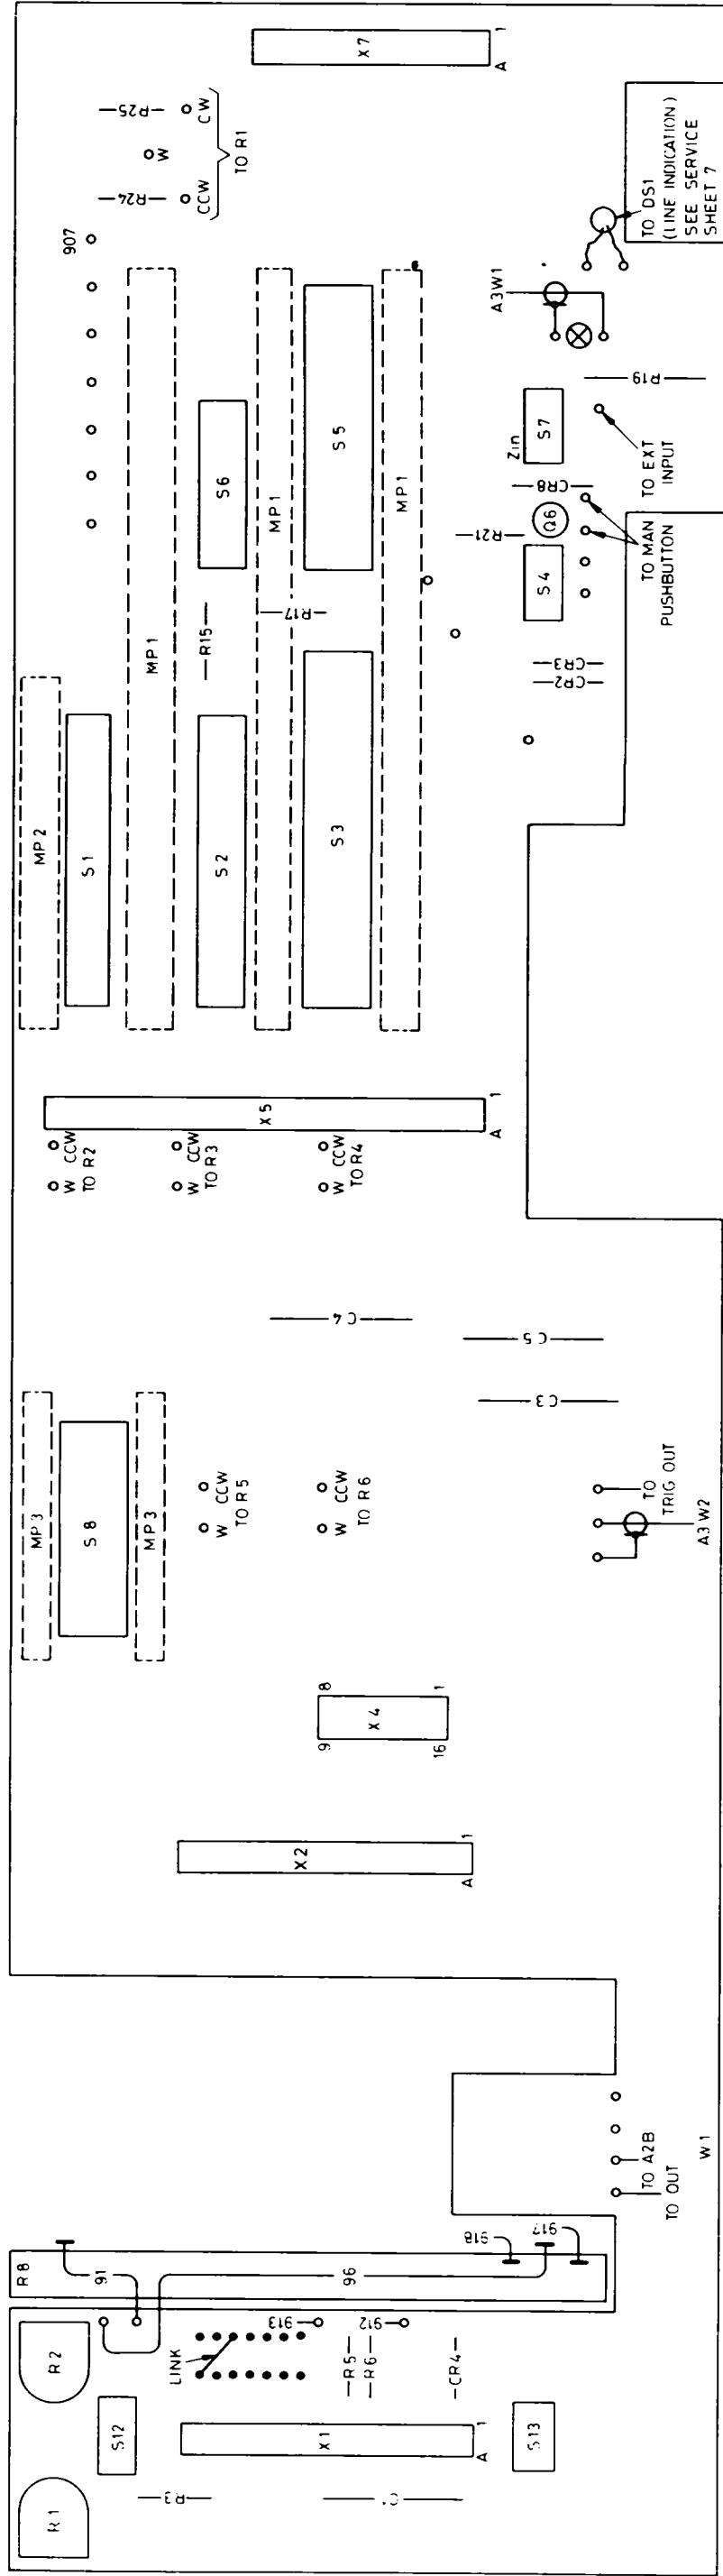 R1
R2
R8
S12
R3
C1
X1
A
1
S13
LINK
91
96
913
912
R5
R6
CR4
918
917
TO A2B
TO OUT
W1
X2
A
1
X4
9
8
16
1
MP3
S8
MP3
W CCW
TO R5
W CCW
TO R6
C3
C5
C4
TO
TRIG OUT
A3W2
W CCW
TO R2
W CCW
TO R3
W CCW
TO R4
X5
A
1
MP2
S1
MP1
S2
R15
S6
MP1
R17
S3
S5
MP1
907
R24
R25
CCW
W
CW
TO R1
X7
A
1
CR2
CR3
S4
R21
Q6
CR8
Zin
S7
R19
TO MAN
PUSHBUTTON
TO EXT
INPUT
A3W1
TO DS1
(LINE INDICATION)
SEE SERVICE
SHEET 7